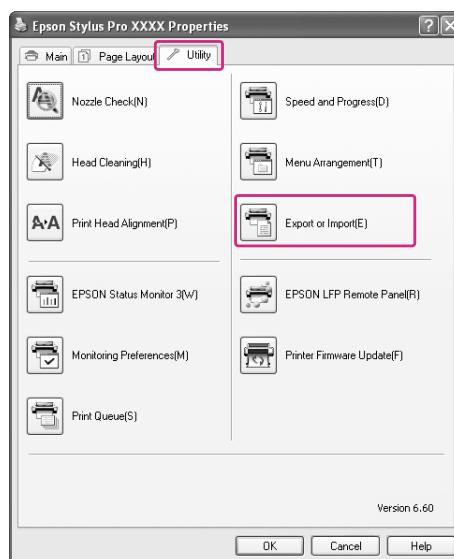 Epson Stylus Pro XXXX Properties
Main Page Layout Utility
Nozzle Check(N)
Speed and Progress(D)
Head Cleaning(H)
Menu Arrangement(T)
Print Head Alignment(P)
Export or Import(E)
EPSON Status Monitor 3(W)
EPSON LFP Remote Panel(R)
Monitoring Preferences(M)
Printer Firmware Update(F)
Print Queue(S)
Version 6.60
OK Cancel Help